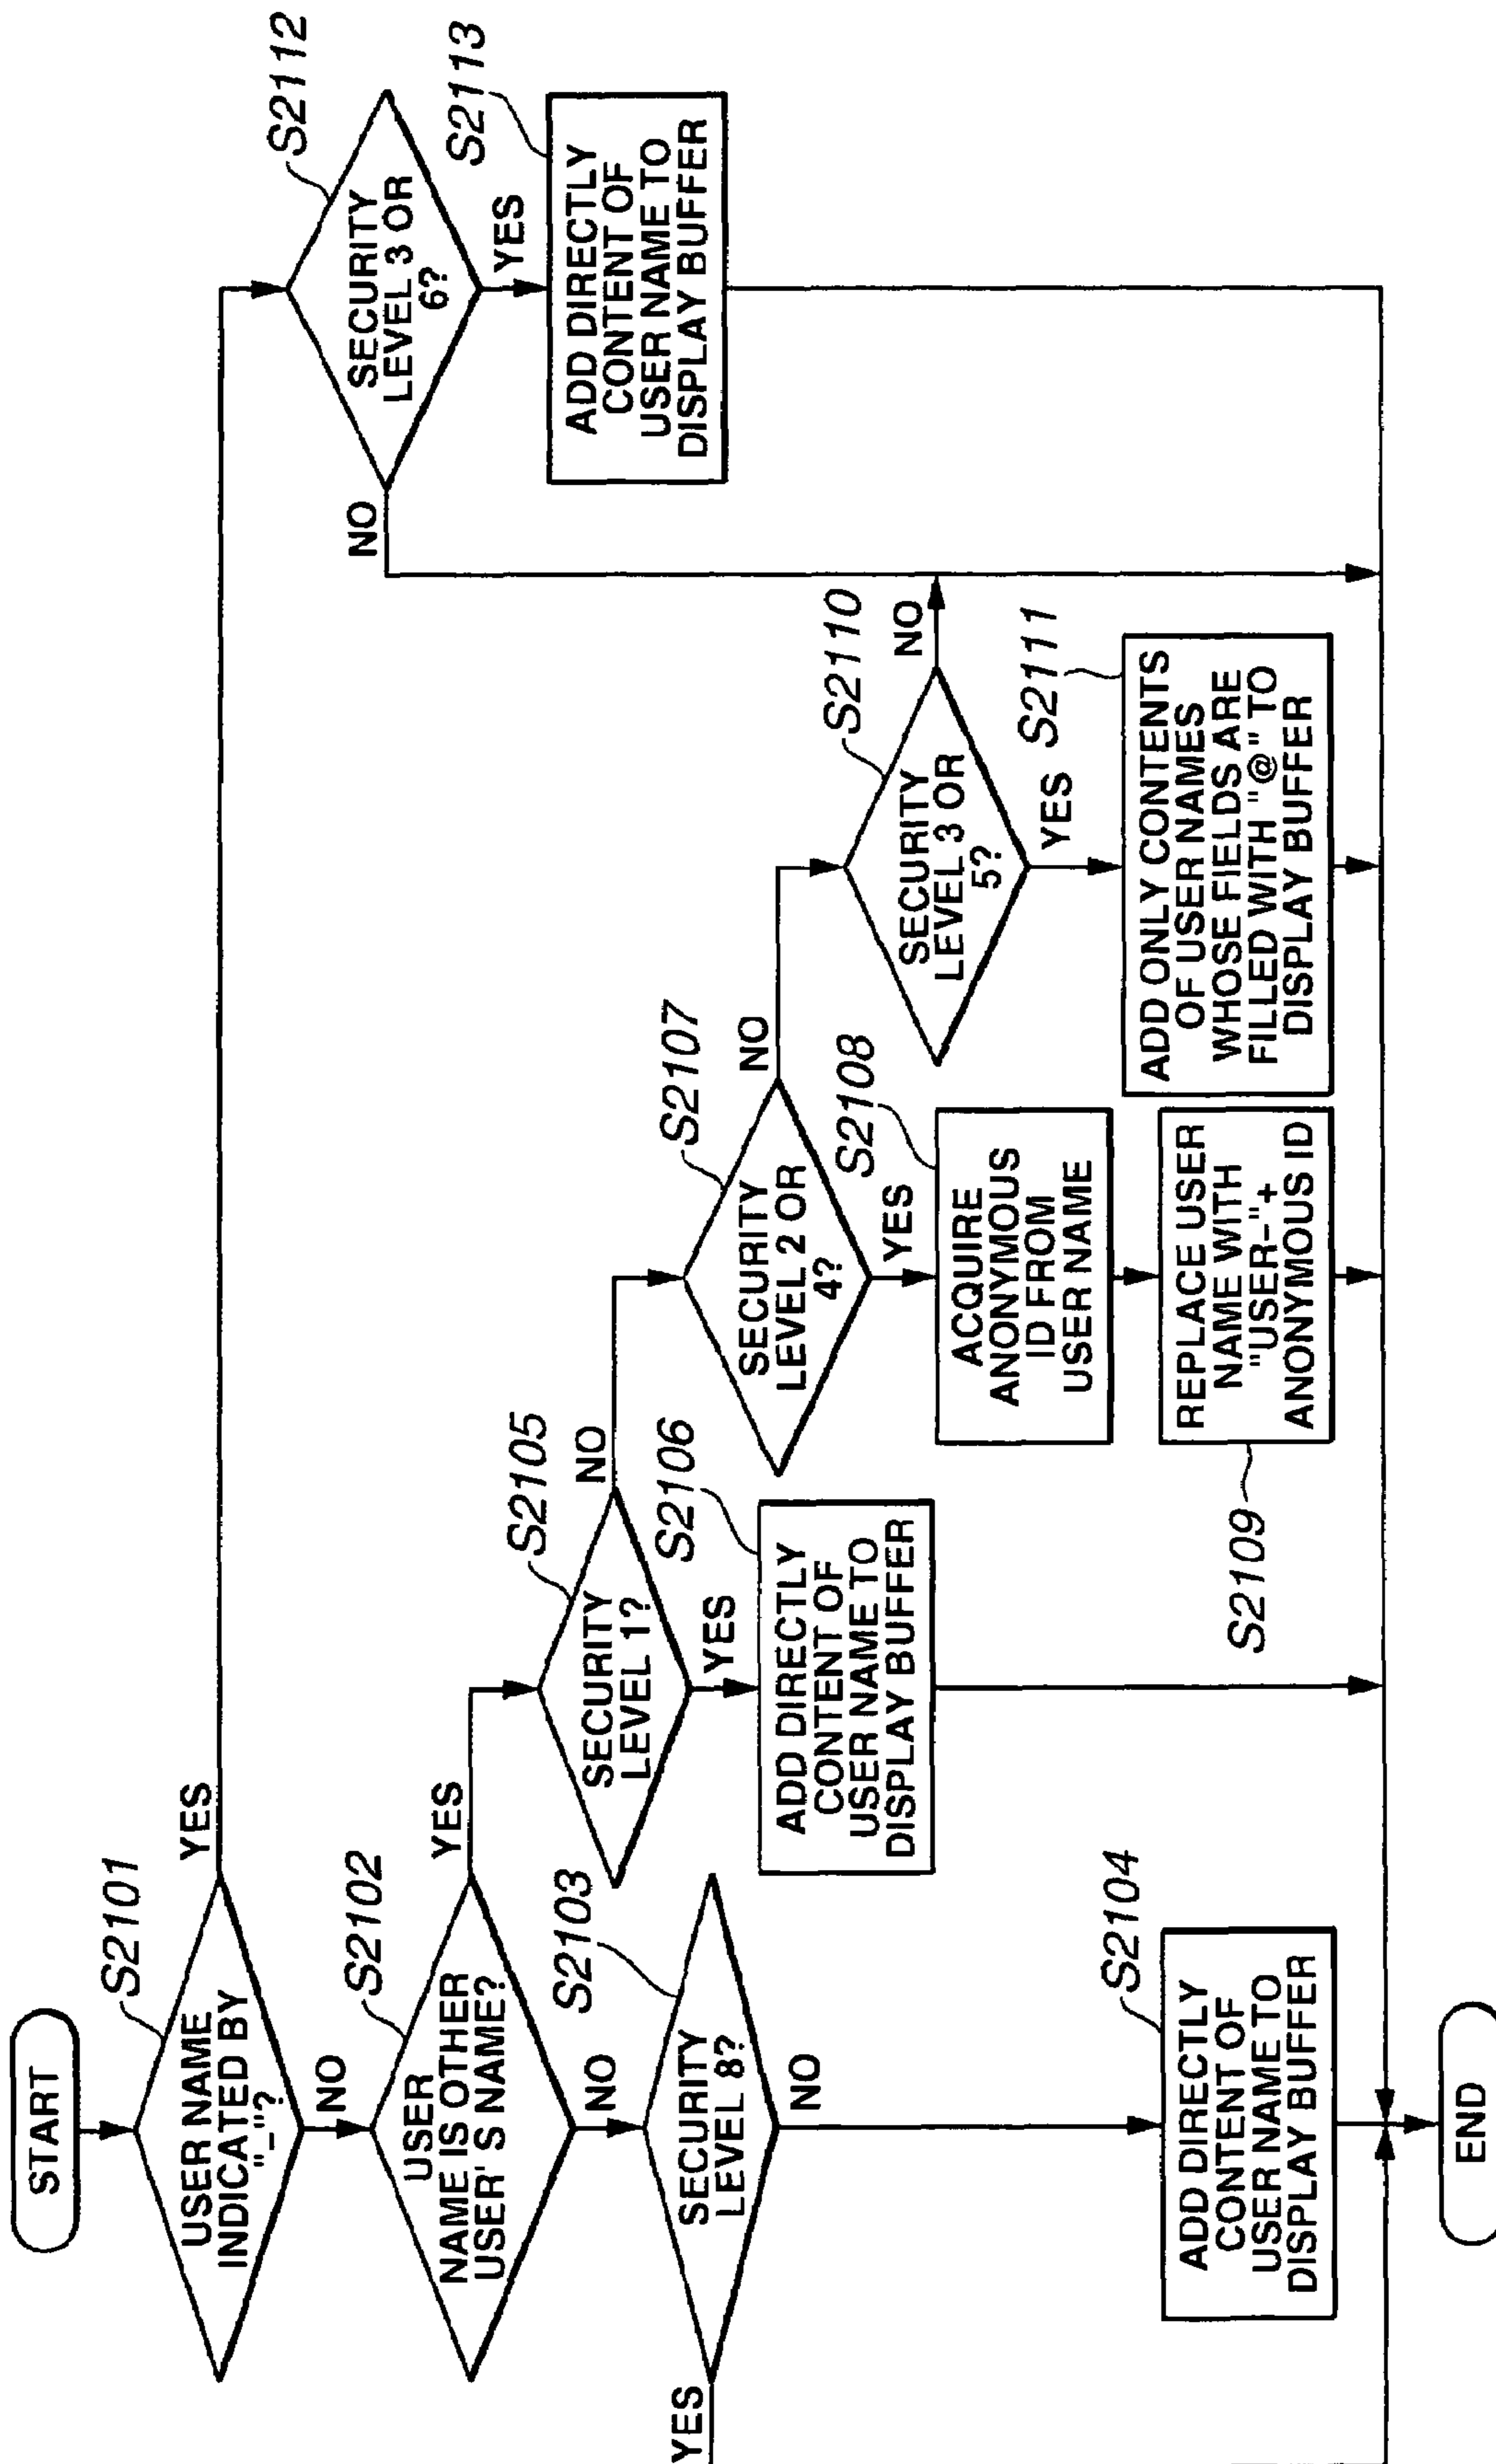 START
S2101
USER NAME
INDICATED BY
"–"?
YES
NO
S2102
USER
NAME IS OTHER
USER'S NAME?
YES
NO
S2103
SECURITY
LEVEL 8?
YES
NO
S2104
ADD DIRECTLY
CONTENT OF
USER NAME TO
DISPLAY BUFFER
END
S2105
SECURITY
LEVEL 1?
NO
YES
S2106
ADD DIRECTLY
CONTENT OF
USER NAME TO
DISPLAY BUFFER
S2107
SECURITY
LEVEL 2 OR
4?
NO
YES
S2108
ACQUIRE
ANONYMOUS
ID FROM
USER NAME
S2109
REPLACE USER
NAME WITH
"USER–"+
ANONYMOUS ID
S2110
SECURITY
LEVEL 3 OR
5?
NO
YES
S2111
ADD ONLY CONTENTS
OF USER NAMES
WHOSE FIELDS ARE
FILLED WITH "@" TO
DISPLAY BUFFER
S2112
SECURITY
LEVEL 3 OR
6?
NO
YES
S2113
ADD DIRECTLY
CONTENT OF
USER NAME TO
DISPLAY BUFFER